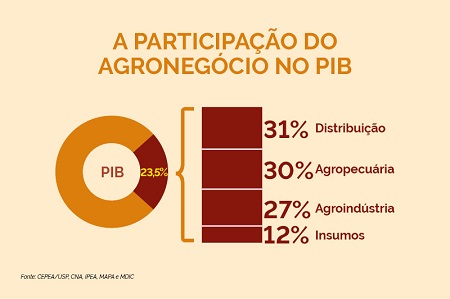 A PARTICIPAÇÃO DO
AGRONEGÓCIO NO PIB
PIB
23,5%
31% Distribuição
30% Agropecuária
27% Agroindústria
12% Insumos
Fonte: CEPEA/USP, CNA, IPEA, MAPA e MDIC